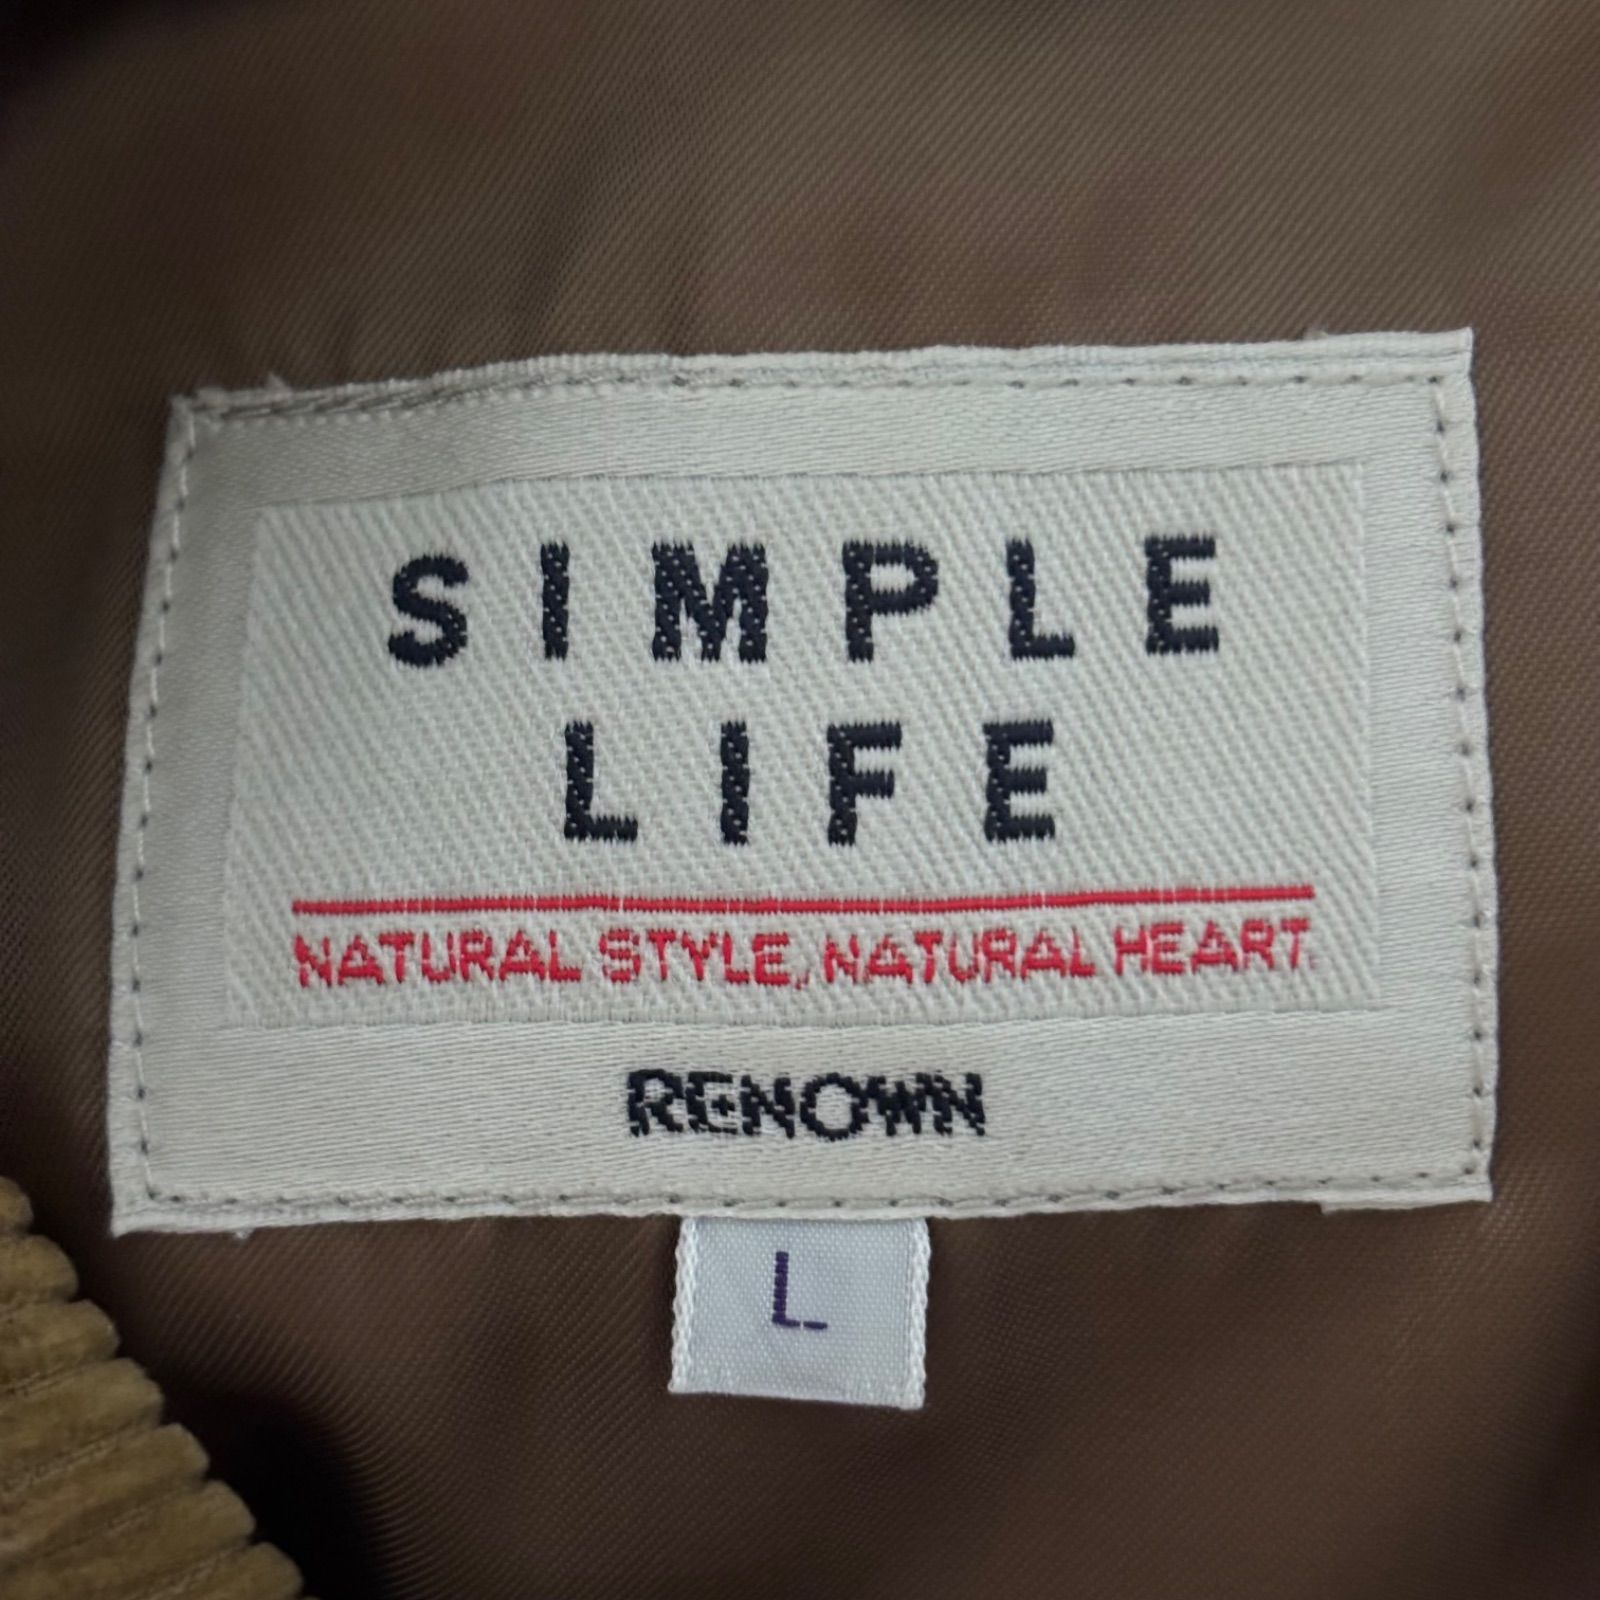 SIMPLE
LIFE
NATURAL STYLE, NATURAL HEART.
RENOWN
L